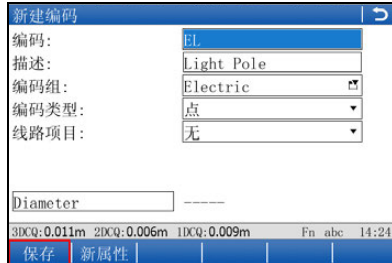 新建编码
编码: EL
描述: Light Pole
编码组: Electric
编码类型: 点
线路项目: 无
Diameter -----
3DCQ:0.011m 2DCQ:0.006m 1DCQ:0.009m Fn abc 14:24
保存 新属性